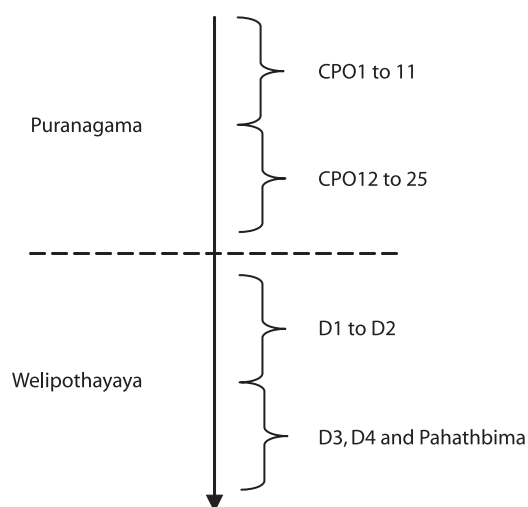 CPO1 to 11
Puranagama
CPO12 to 25
D1 to D2
Welipothayaya
D3, D4 and Pahathbima